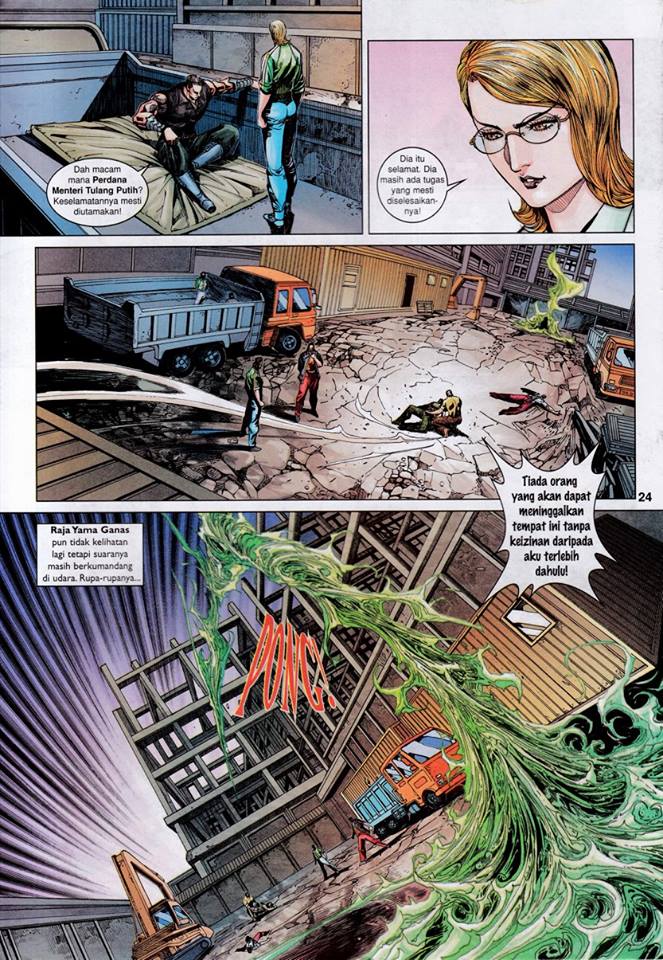 Dah macam
mana Perdana
Menteri Tulang Putih?
Keselamatannya mesti
diutamakan!
Dia itu
selamat. Dia
masih ada tugas
yang mesti
diselesaikan-
nya!
Tiada orang
yang akan dapat
meninggalkan
tempat ini tanpa
keizinan daripada
aku terlebih
dahulu!
24
Raja Yama Ganas
pun tidak kelihatan
lagi tetapi suaranya
masih berkumandang
di udara. Rupa-rupanya...
PONG!